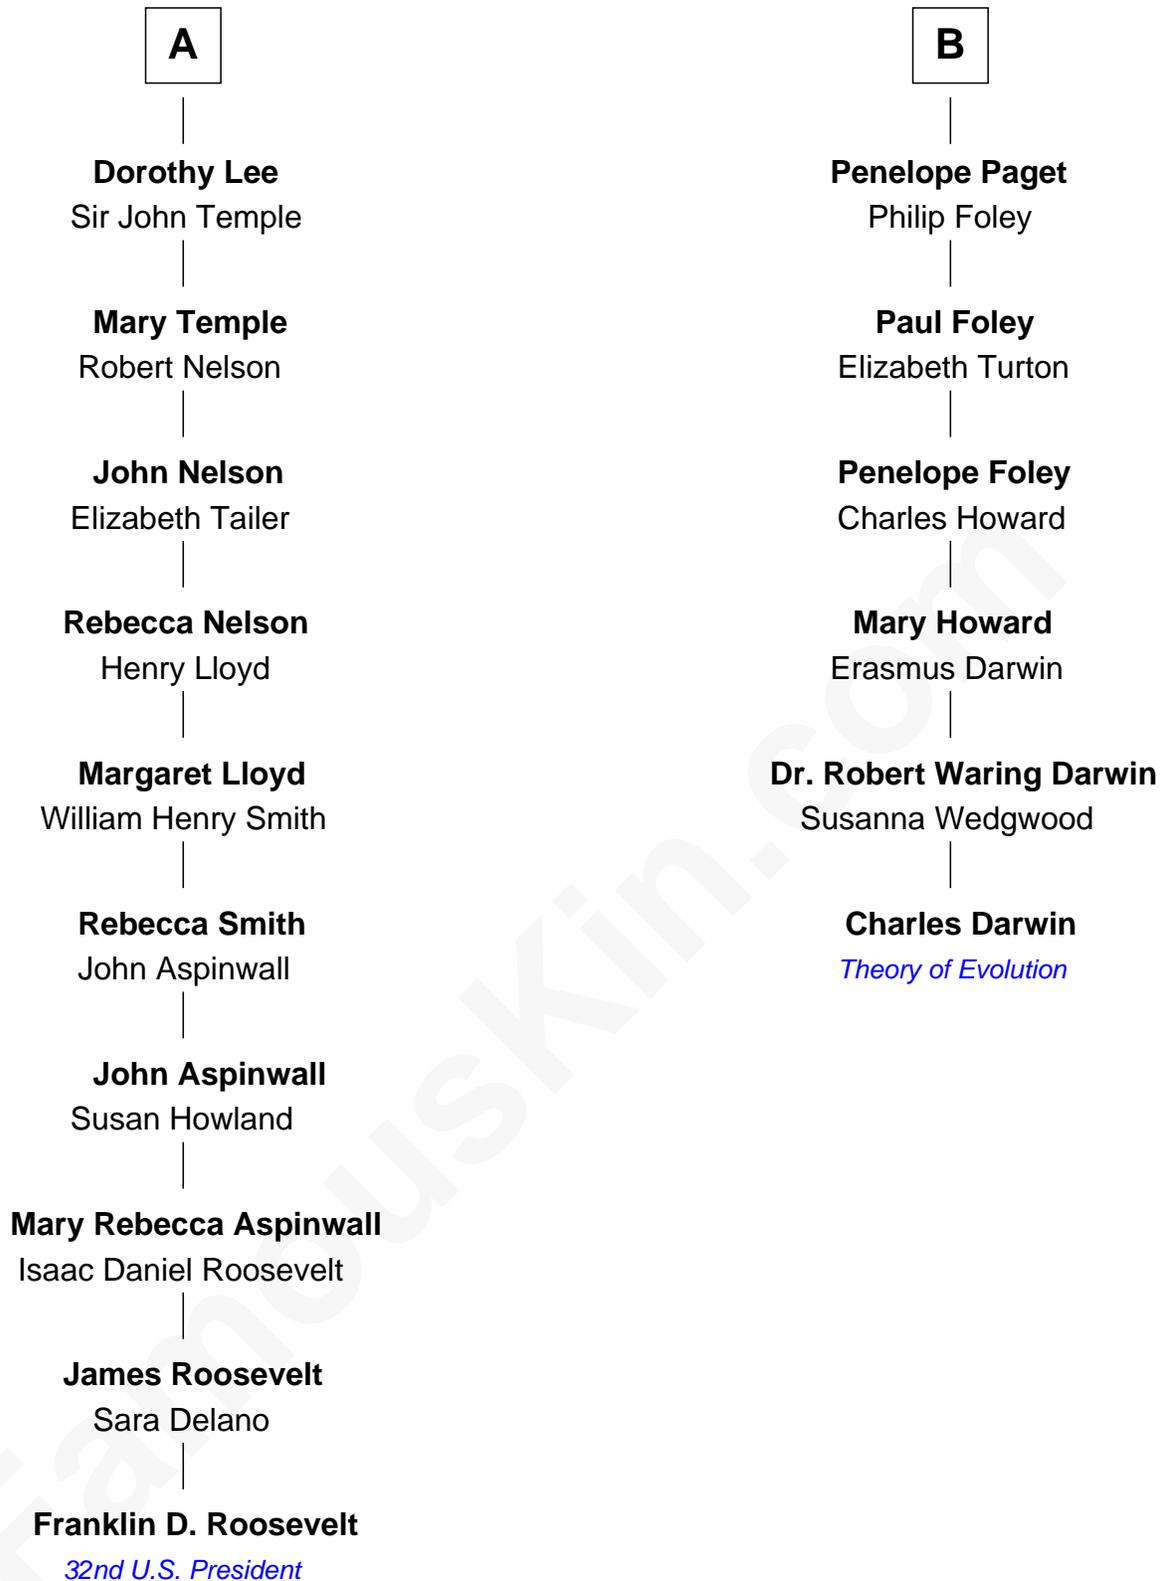 A
Dorothy Lee
Sir John Temple
Mary Temple
Robert Nelson
John Nelson
Elizabeth Tailer
Rebecca Nelson
Henry Lloyd
Margaret Lloyd
William Henry Smith
Rebecca Smith
John Aspinwall
John Aspinwall
Susan Howland
Mary Rebecca Aspinwall
Isaac Daniel Roosevelt
James Roosevelt
Sara Delano
Franklin D. Roosevelt
32nd U.S. President
B
Penelope Paget
Philip Foley
Paul Foley
Elizabeth Turton
Penelope Foley
Charles Howard
Mary Howard
Erasmus Darwin
Dr. Robert Waring Darwin
Susanna Wedgwood
Charles Darwin
Theory of Evolution
FamousKin.com